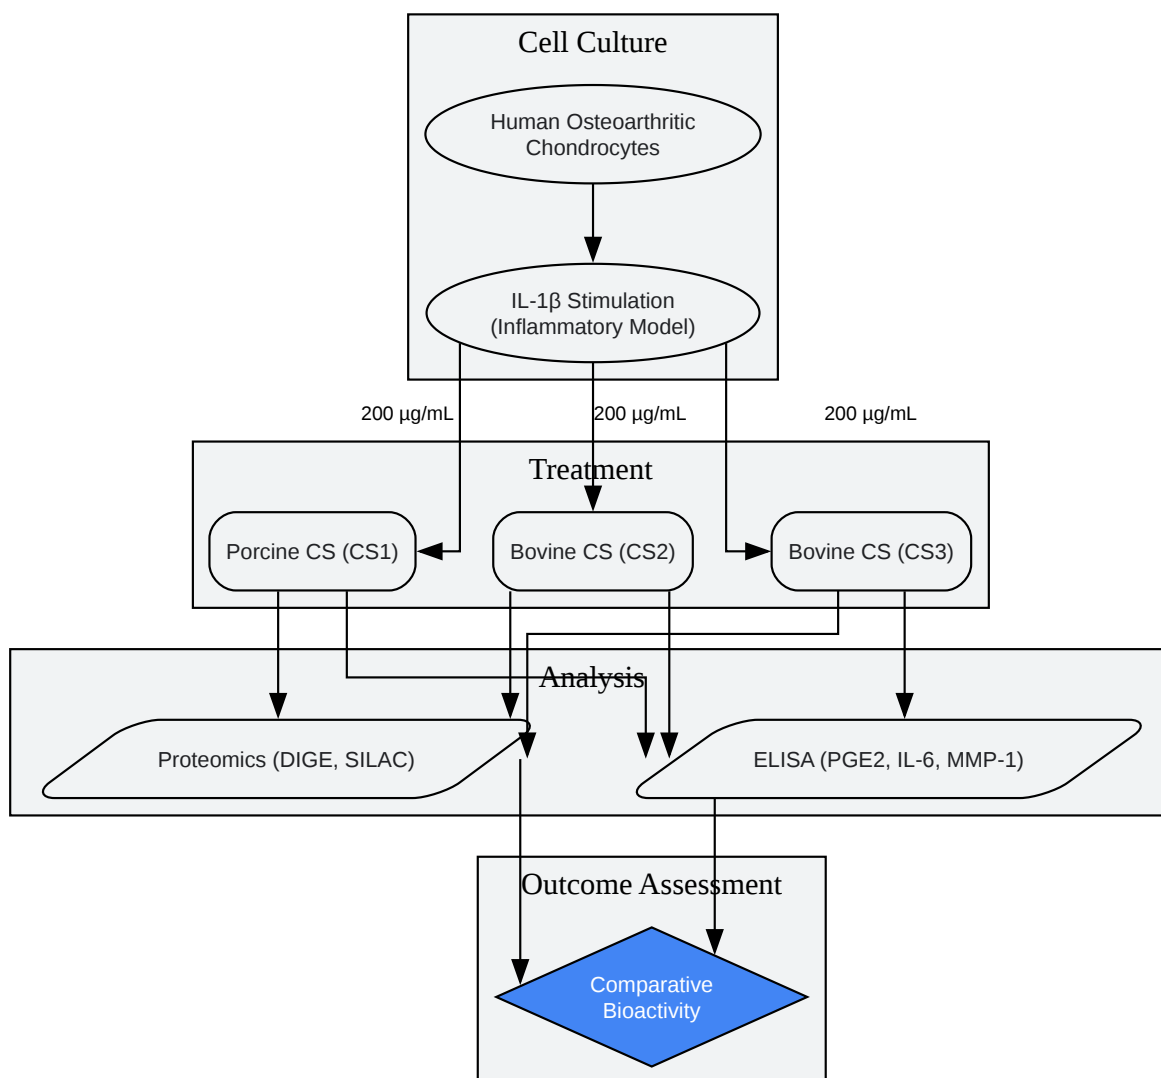 Cell Culture
Human Osteoarthritic
Chondrocytes
IL-1β Stimulation
(Inflammatory Model)
200 µg/mL
200 µg/mL
200 µg/mL
Treatment
Porcine CS (CS1)
Bovine CS (CS2)
Bovine CS (CS3)
Analysis
Proteomics (DIGE, SILAC)
ELISA (PGE2, IL-6, MMP-1)
Outcome Assessment
Comparative
Bioactivity